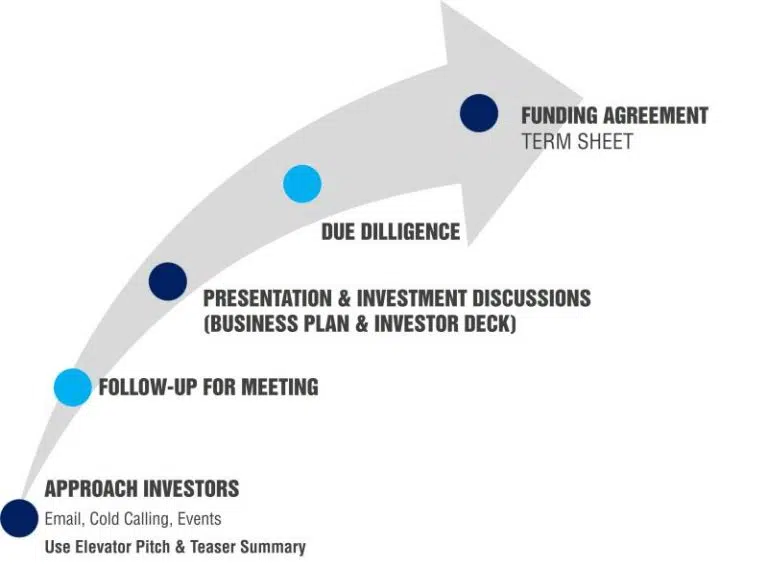 FUNDING AGREEMENT
TERM SHEET
DUE DILLIGENCE
PRESENTATION & INVESTMENT DISCUSSIONS
(BUSINESS PLAN & INVESTOR DECK)
FOLLOW-UP FOR MEETING
APPROACH INVESTORS
Email, Cold Calling, Events
Use Elevator Pitch & Teaser Summary